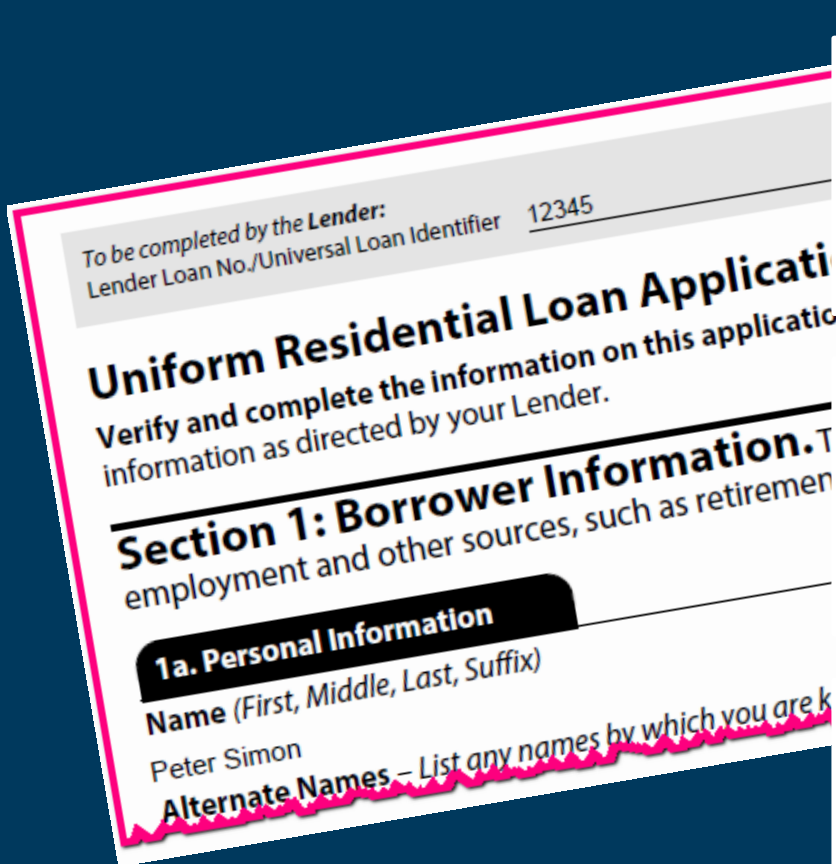 To be completed by the Lender:
Lender Loan No./Universal Loan Identifier 12345
Uniform Residential Loan Applicati
Verify and complete the information on this applicatio
information as directed by your Lender.
Section 1: Borrower Information. T
employment and other sources, such as retiremen
1a. Personal Information
Name (First, Middle, Last, Suffix)
Peter Simon
Alternate Names – List any names by which you are k